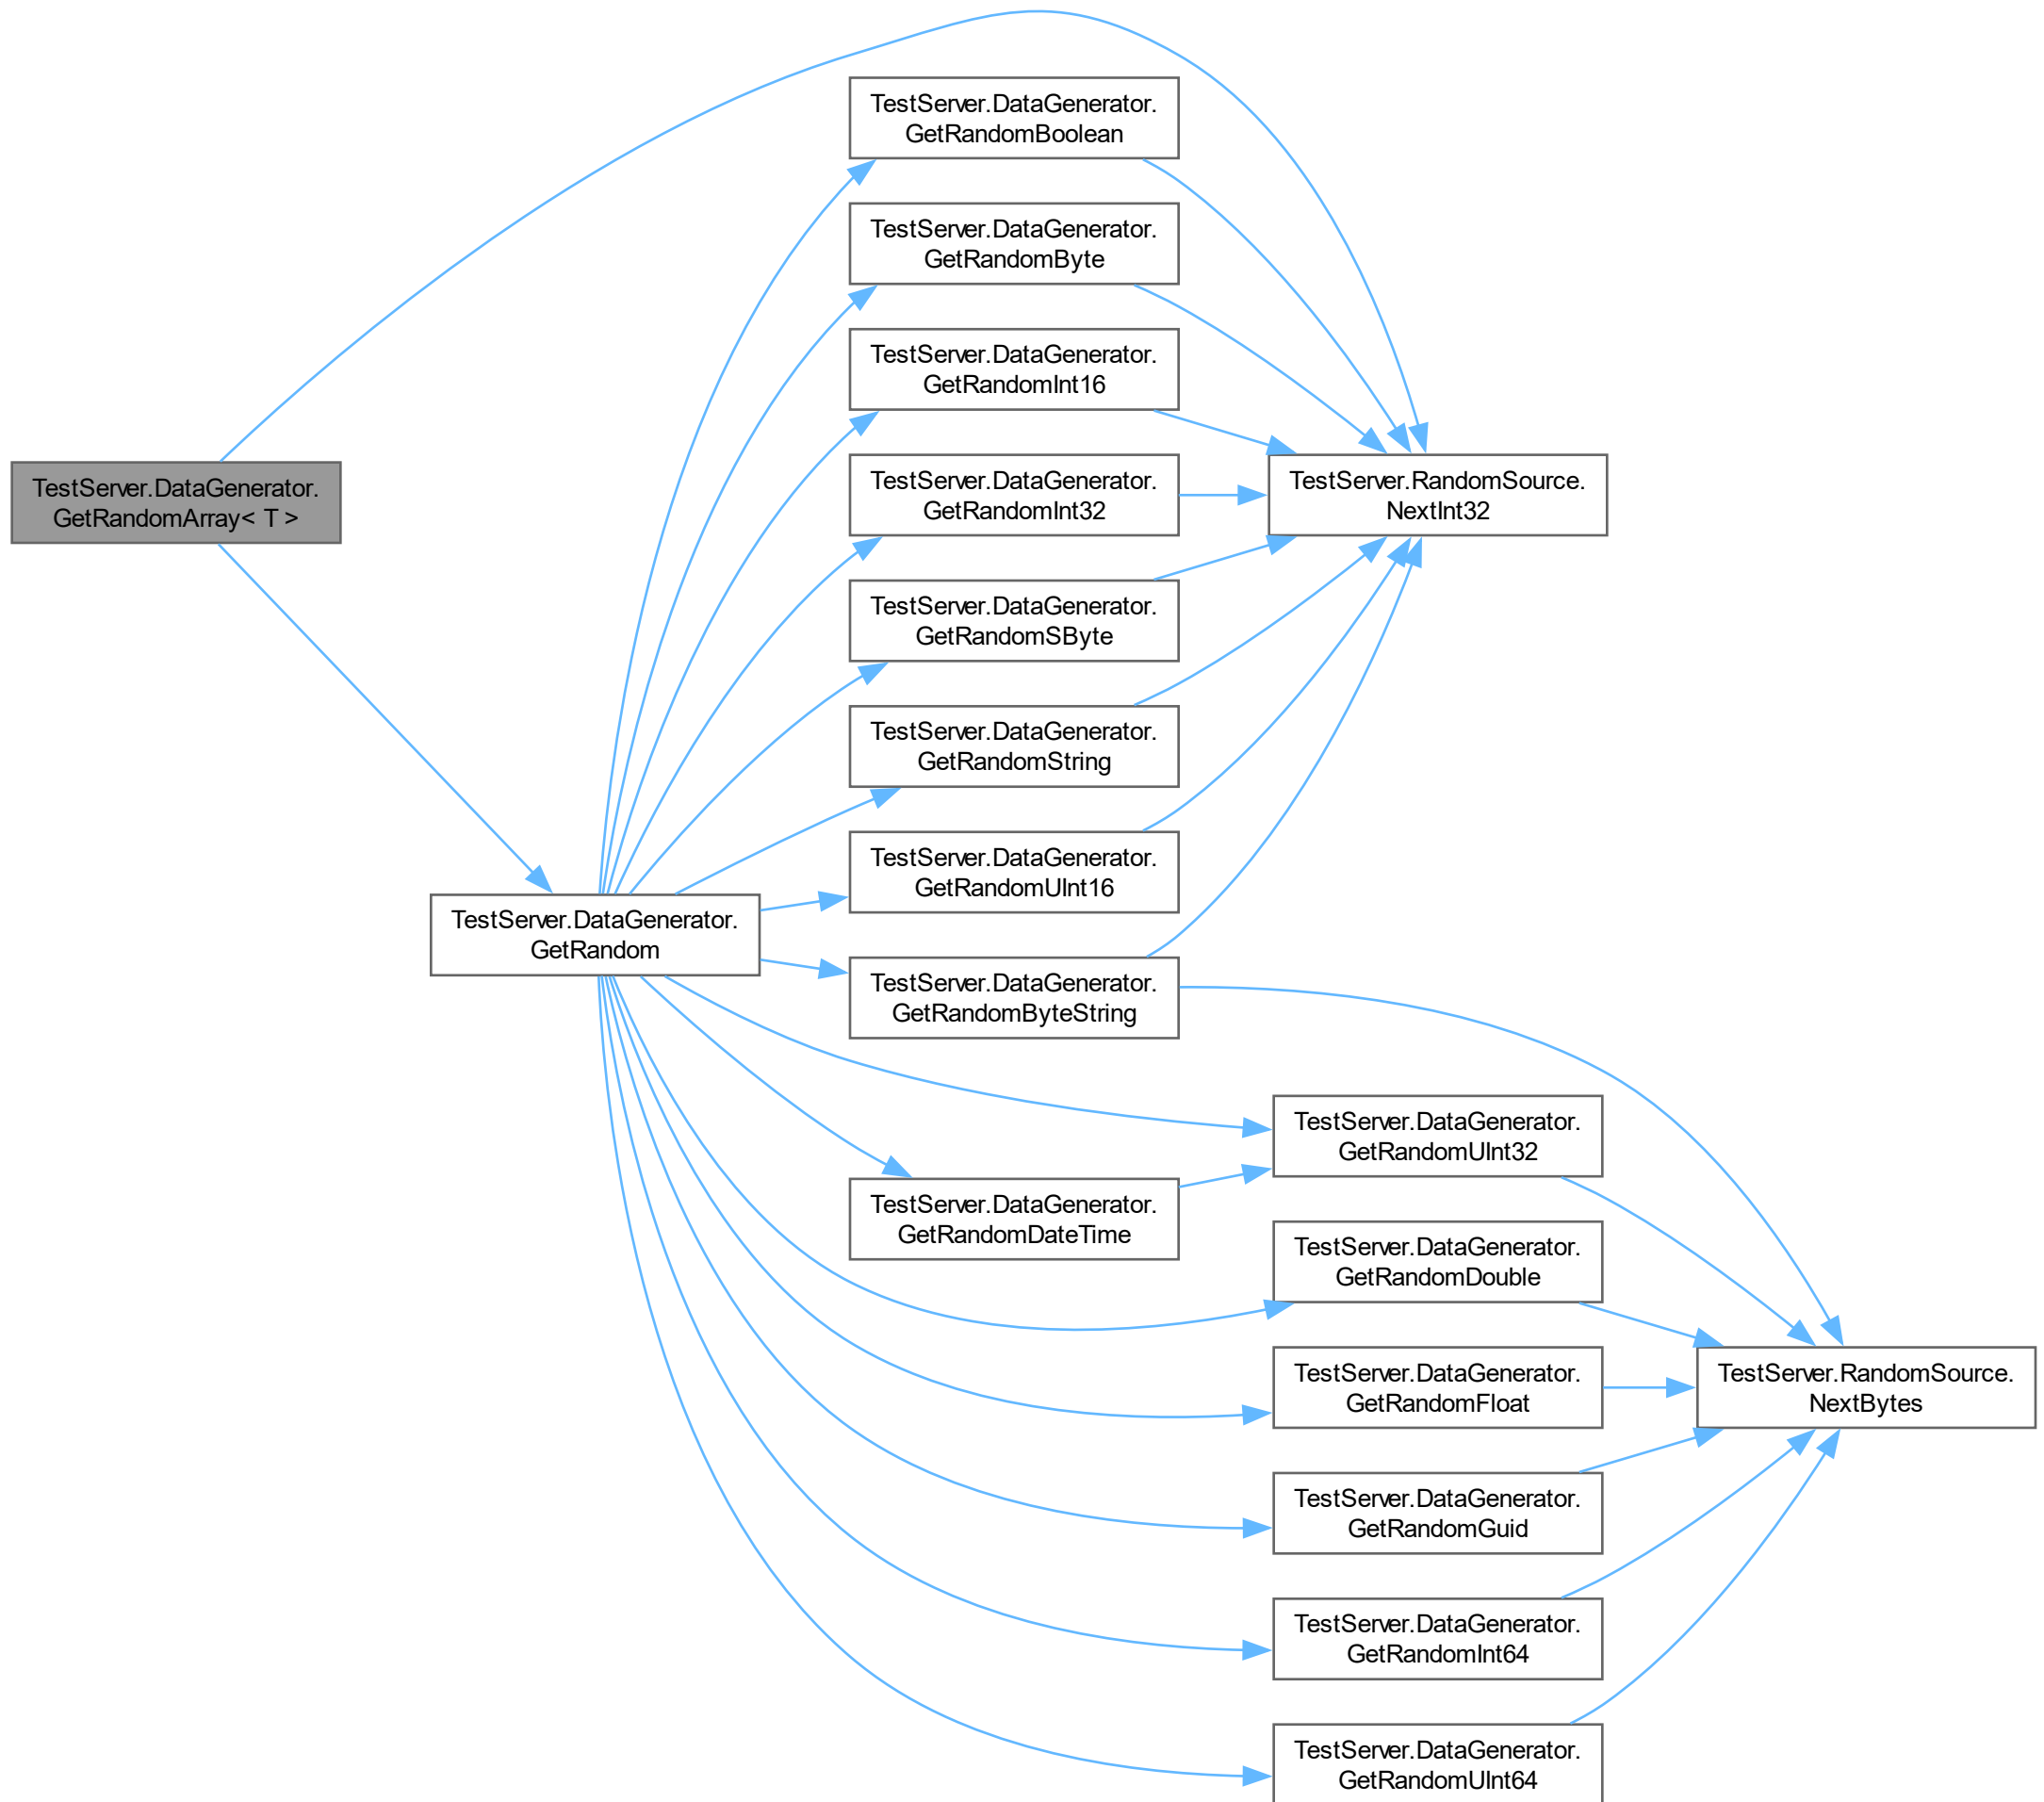 TestServer.DataGenerator.
GetRandomArray< T >
TestServer.DataGenerator.
GetRandom
TestServer.DataGenerator.
GetRandomBoolean
TestServer.DataGenerator.
GetRandomByte
TestServer.DataGenerator.
GetRandomInt16
TestServer.DataGenerator.
GetRandomInt32
TestServer.DataGenerator.
GetRandomSByte
TestServer.DataGenerator.
GetRandomString
TestServer.DataGenerator.
GetRandomUInt16
TestServer.DataGenerator.
GetRandomByteString
TestServer.DataGenerator.
GetRandomDateTime
TestServer.RandomSource.
NextInt32
TestServer.DataGenerator.
GetRandomUInt32
TestServer.DataGenerator.
GetRandomDouble
TestServer.DataGenerator.
GetRandomFloat
TestServer.DataGenerator.
GetRandomGuid
TestServer.DataGenerator.
GetRandomInt64
TestServer.DataGenerator.
GetRandomUInt64
TestServer.RandomSource.
NextBytes